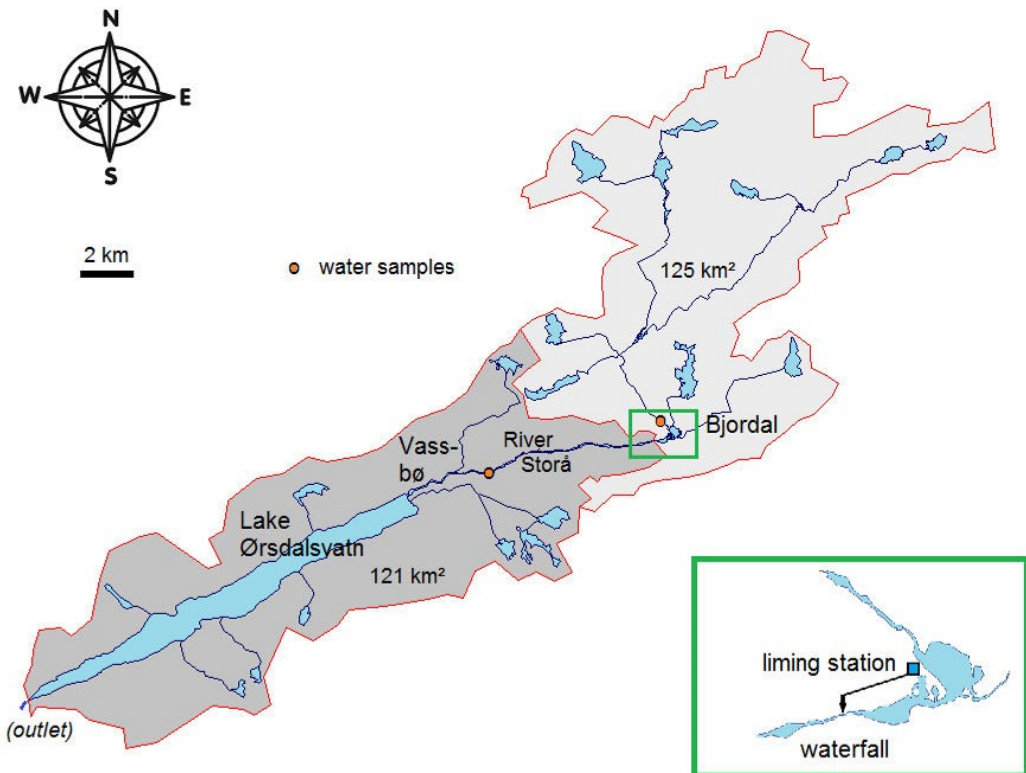 N
W
E
S
2 km
water samples
125 km²
Bjordal
Vass-
bø
River
Storå
Lake
Ørsdalsvatn
121 km²
(outlet)
liming station
waterfall